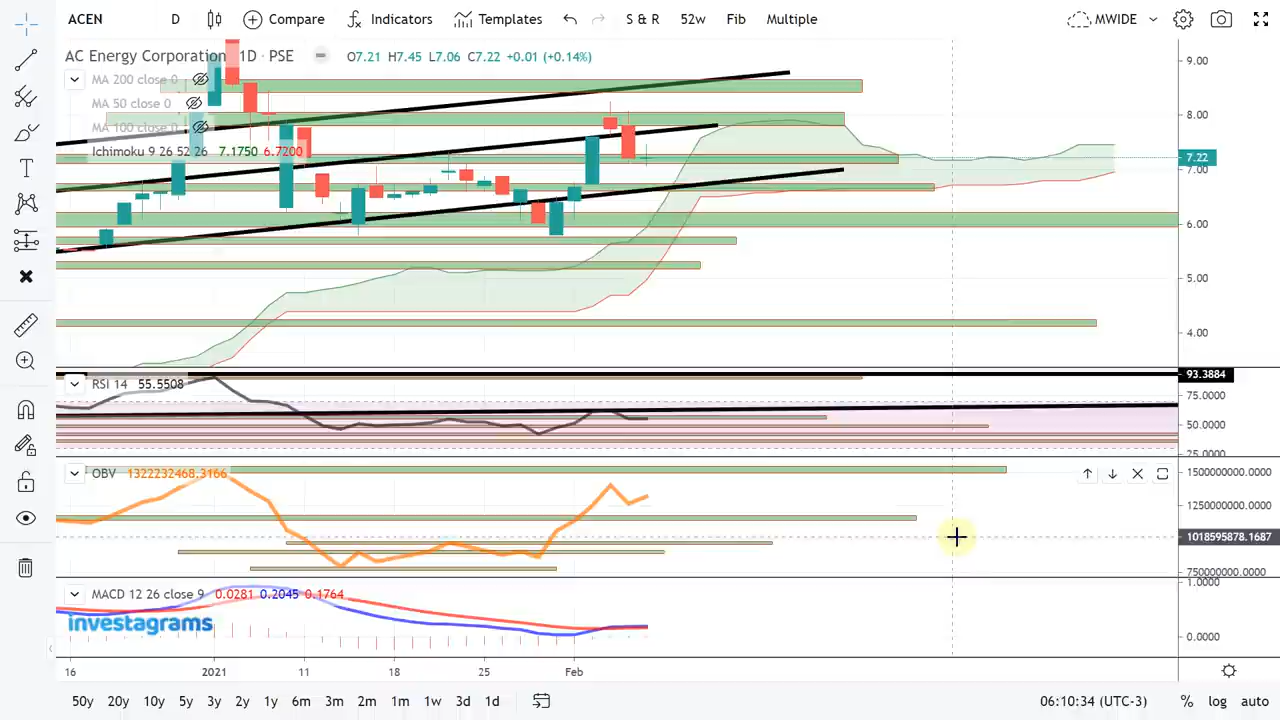 ACEN D Compare Indicators Templates S & R 52w Fib Multiple MWIDE
AC Energy Corporation 1D PSE O7.21 H7.45 L7.06 C7.22 +0.01 (+0.14%)
MA 200 close 0
MA 50 close 0
MA 100 close 0
Ichimoku 9 26 52 26 7.1750 6.7200
9.00
8.00
7.22
7.00
6.00
5.00
4.00
RSI 14 55.5508
93.3884
75.0000
50.0000
25.0000
OBV 1322232468.3166
1500000000.0000
1250000000.0000
1018595878.1687
750000000.0000
MACD 12 26 close 9 0.0281 0.2045 0.1764
1.0000
0.0000
investagrams
16 2021 11 18 25 Feb
50y 20y 10y 5y 3y 2y 1y 6m 3m 2m 1m 1w 3d 1d 06:10:34 (UTC-3) % log auto